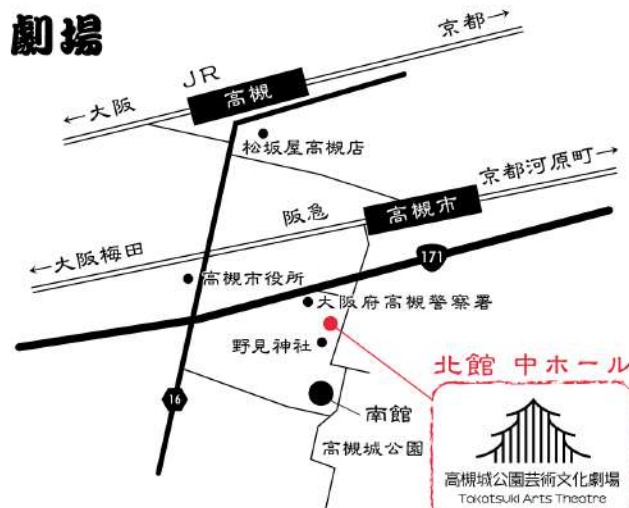 劇場
京都→
JR
高槻
←大阪
松坂屋高槻店
京都河原町→
高槻市
阪急
←大阪梅田
171
高槻市役所
大阪府高槻警察署
野見神社
北館 中ホール
16
南館
高槻城公園
高槻城公園芸術文化劇場
Takatsuki Arts Theatre